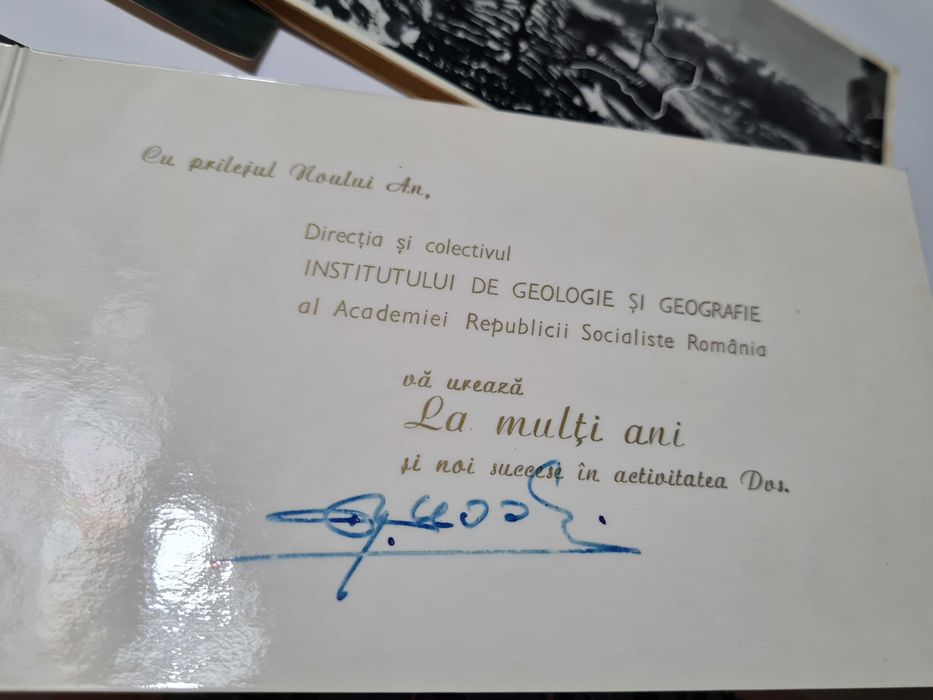 Cu prilejul Noului An,
Direcția și colectivul
INSTITUTULUI DE GEOLOGIE ȘI GEOGRAFIE
al Academiei Republicii Socialiste România
vă urează
La mulți ani
și noi succese în activitatea Dvs.